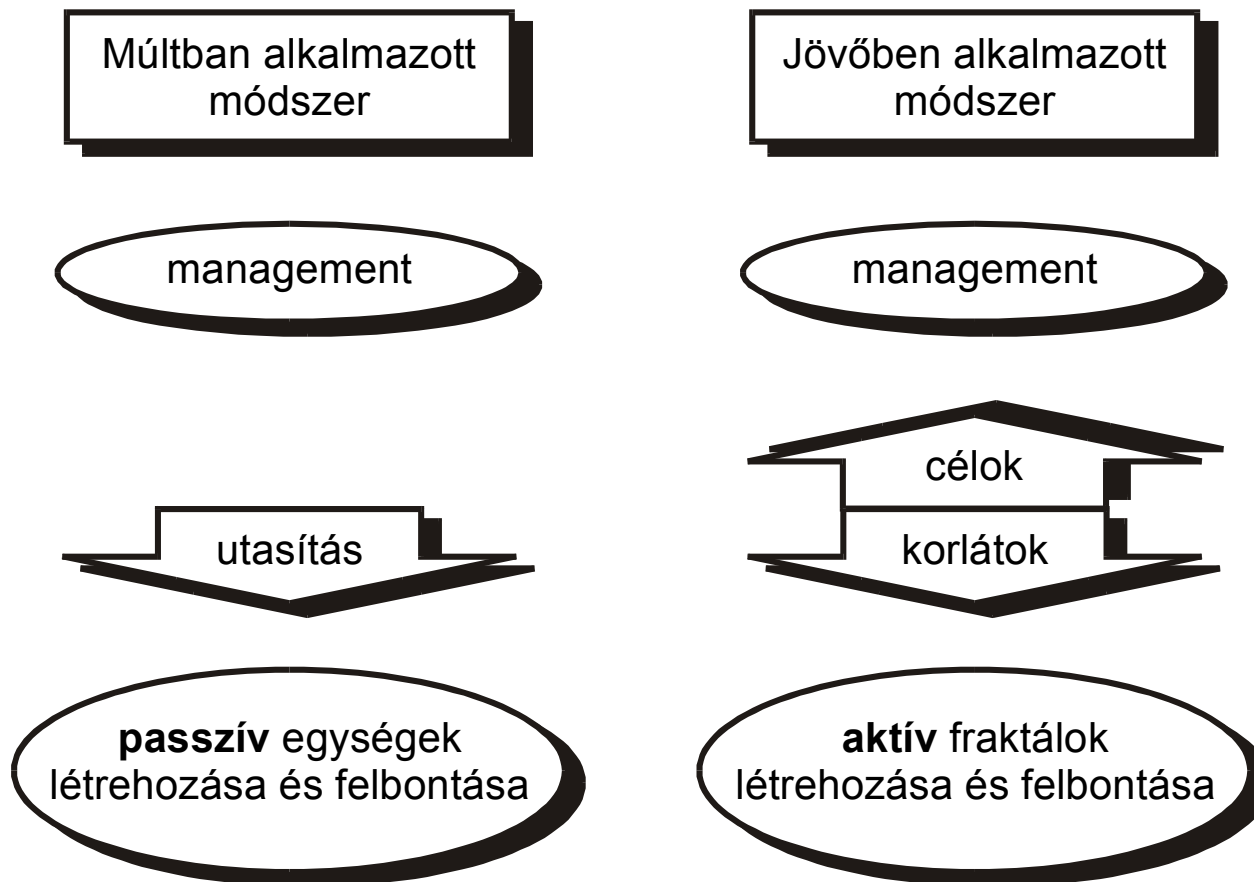 Múltban alkalmazott
módszer
management
utasítás
passzív egységek
létrehozása és felbontása
Jövőben alkalmazott
módszer
management
célok
korlátok
aktív fraktálok
létrehozása és felbontása